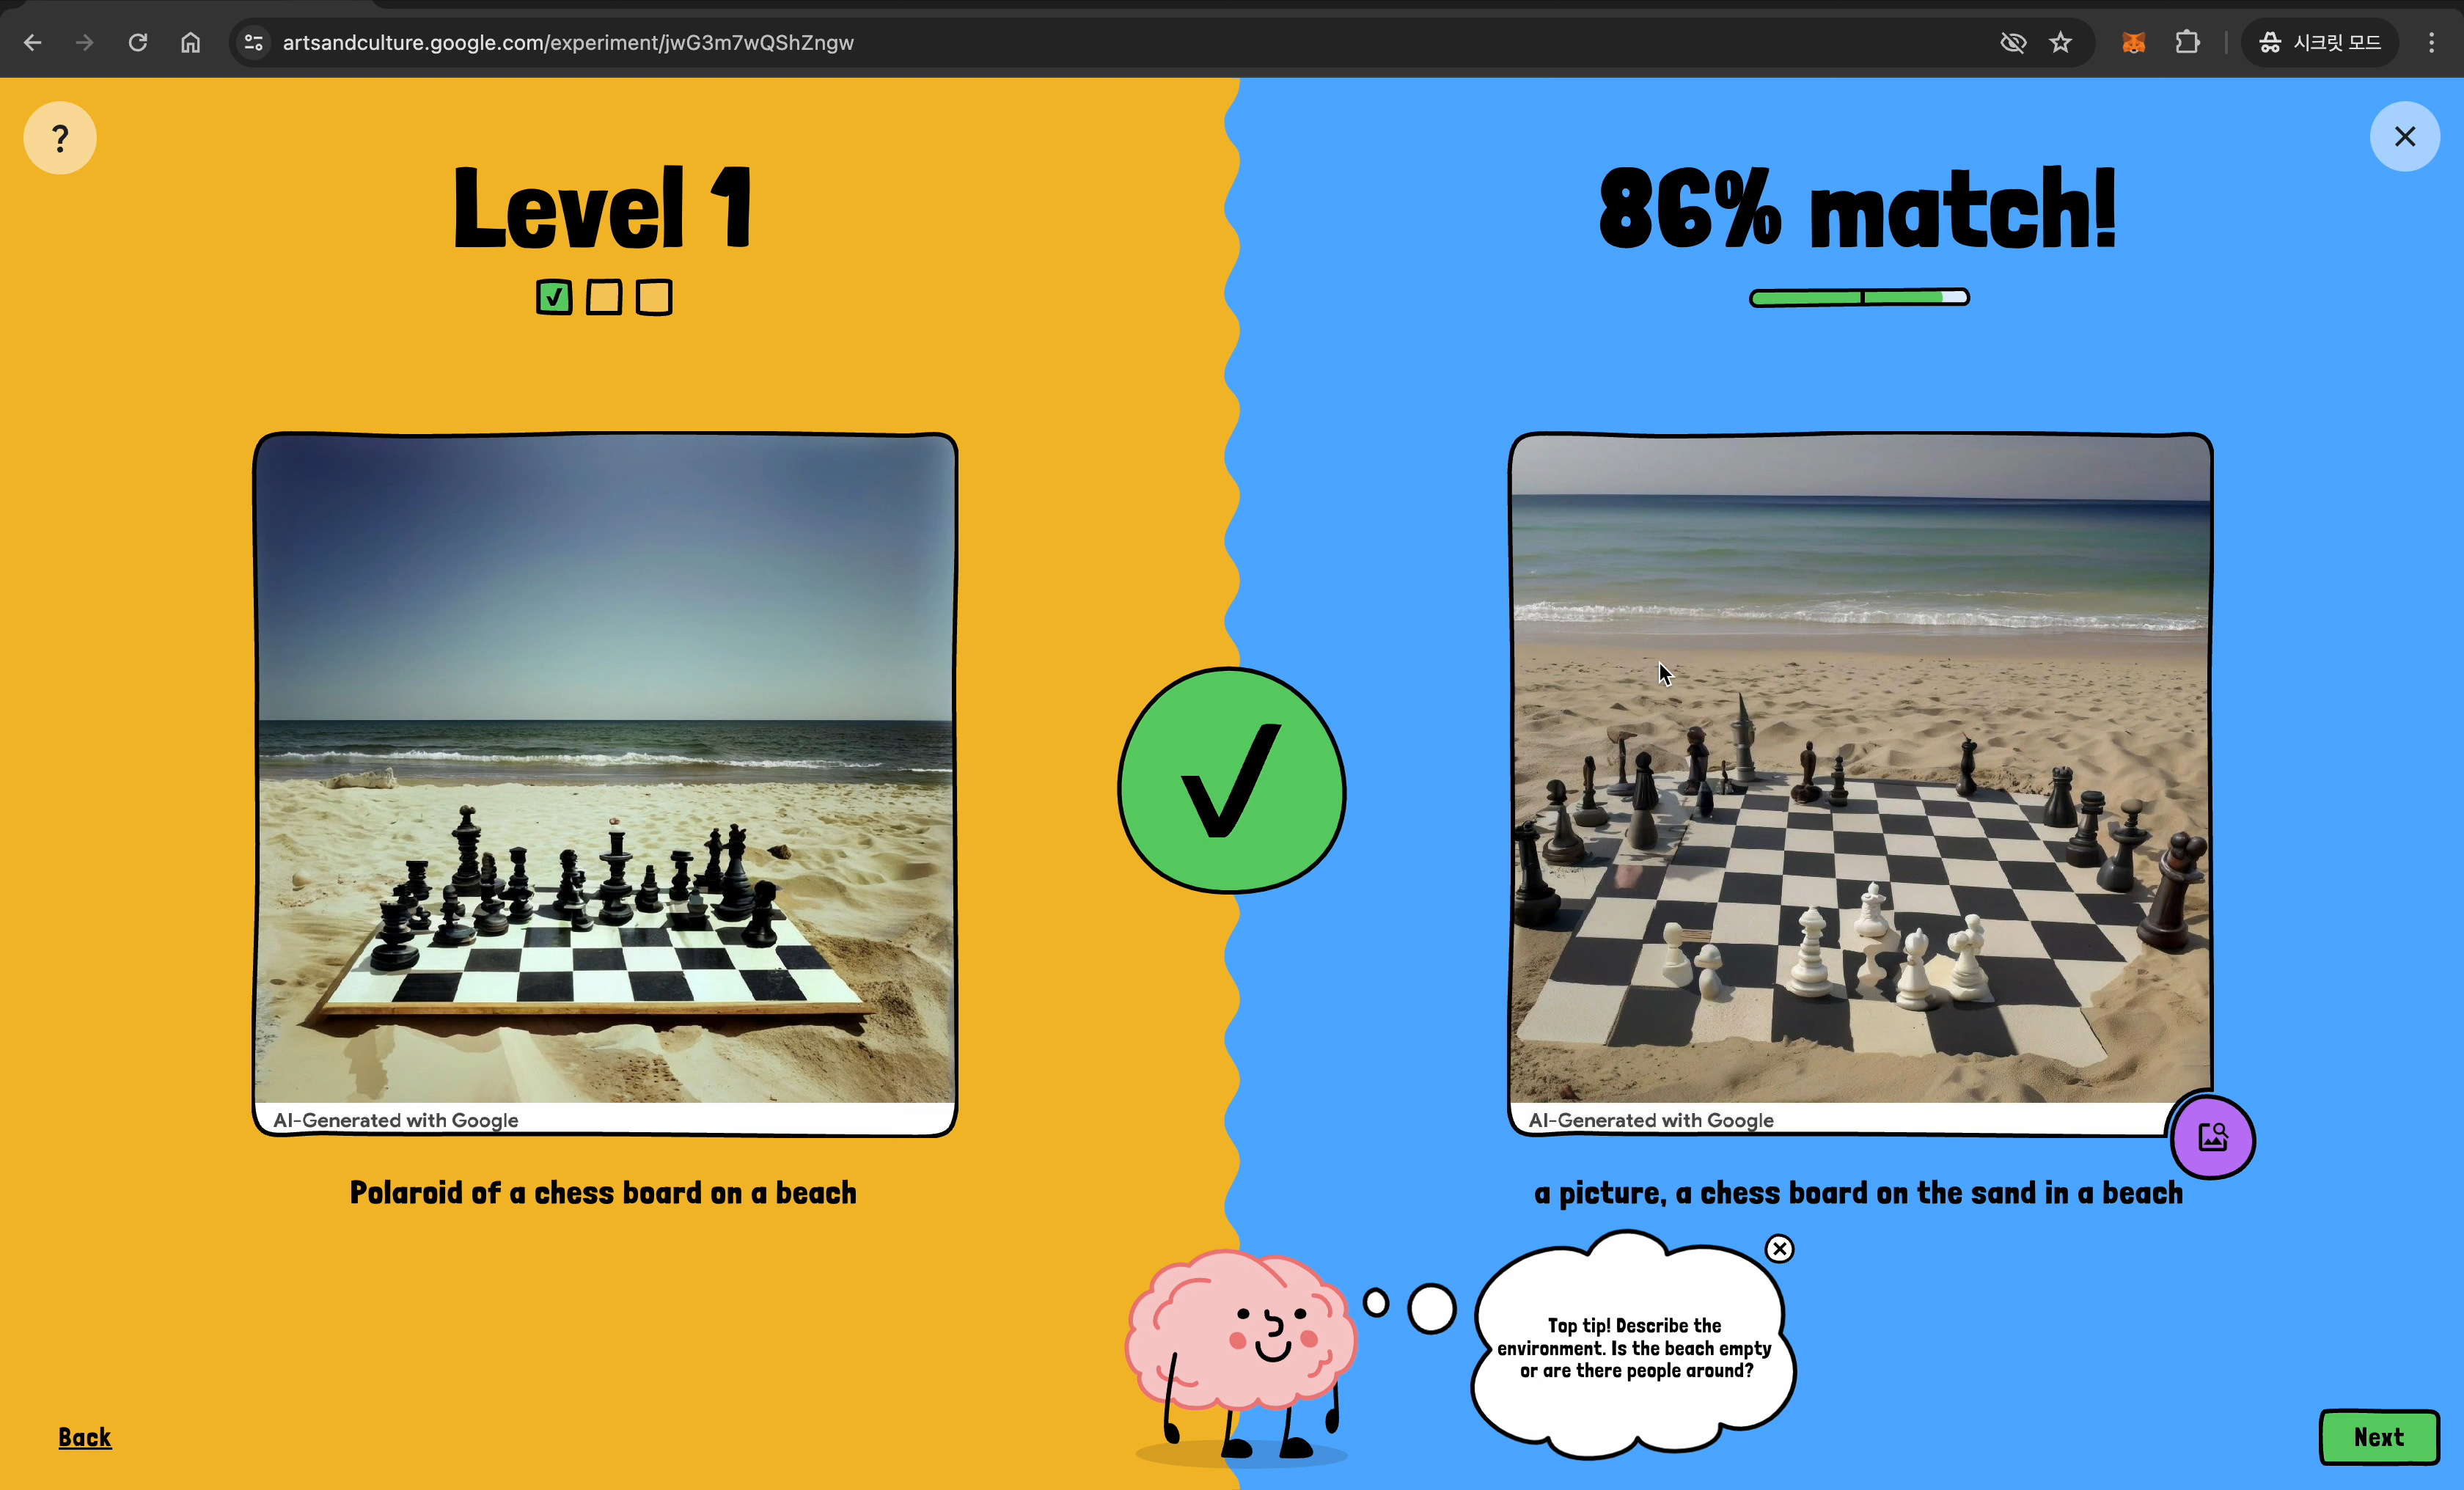 artsandculture.google.com/experiment/jwG3m7wQShZngw
시크릿 모드
?
Level 1
86% match!
AI-Generated with Google
AI-Generated with Google
Polaroid of a chess board on a beach
a picture, a chess board on the sand in a beach
Top tip! Describe the
environment. Is the beach empty
or are there people around?
Back
Next